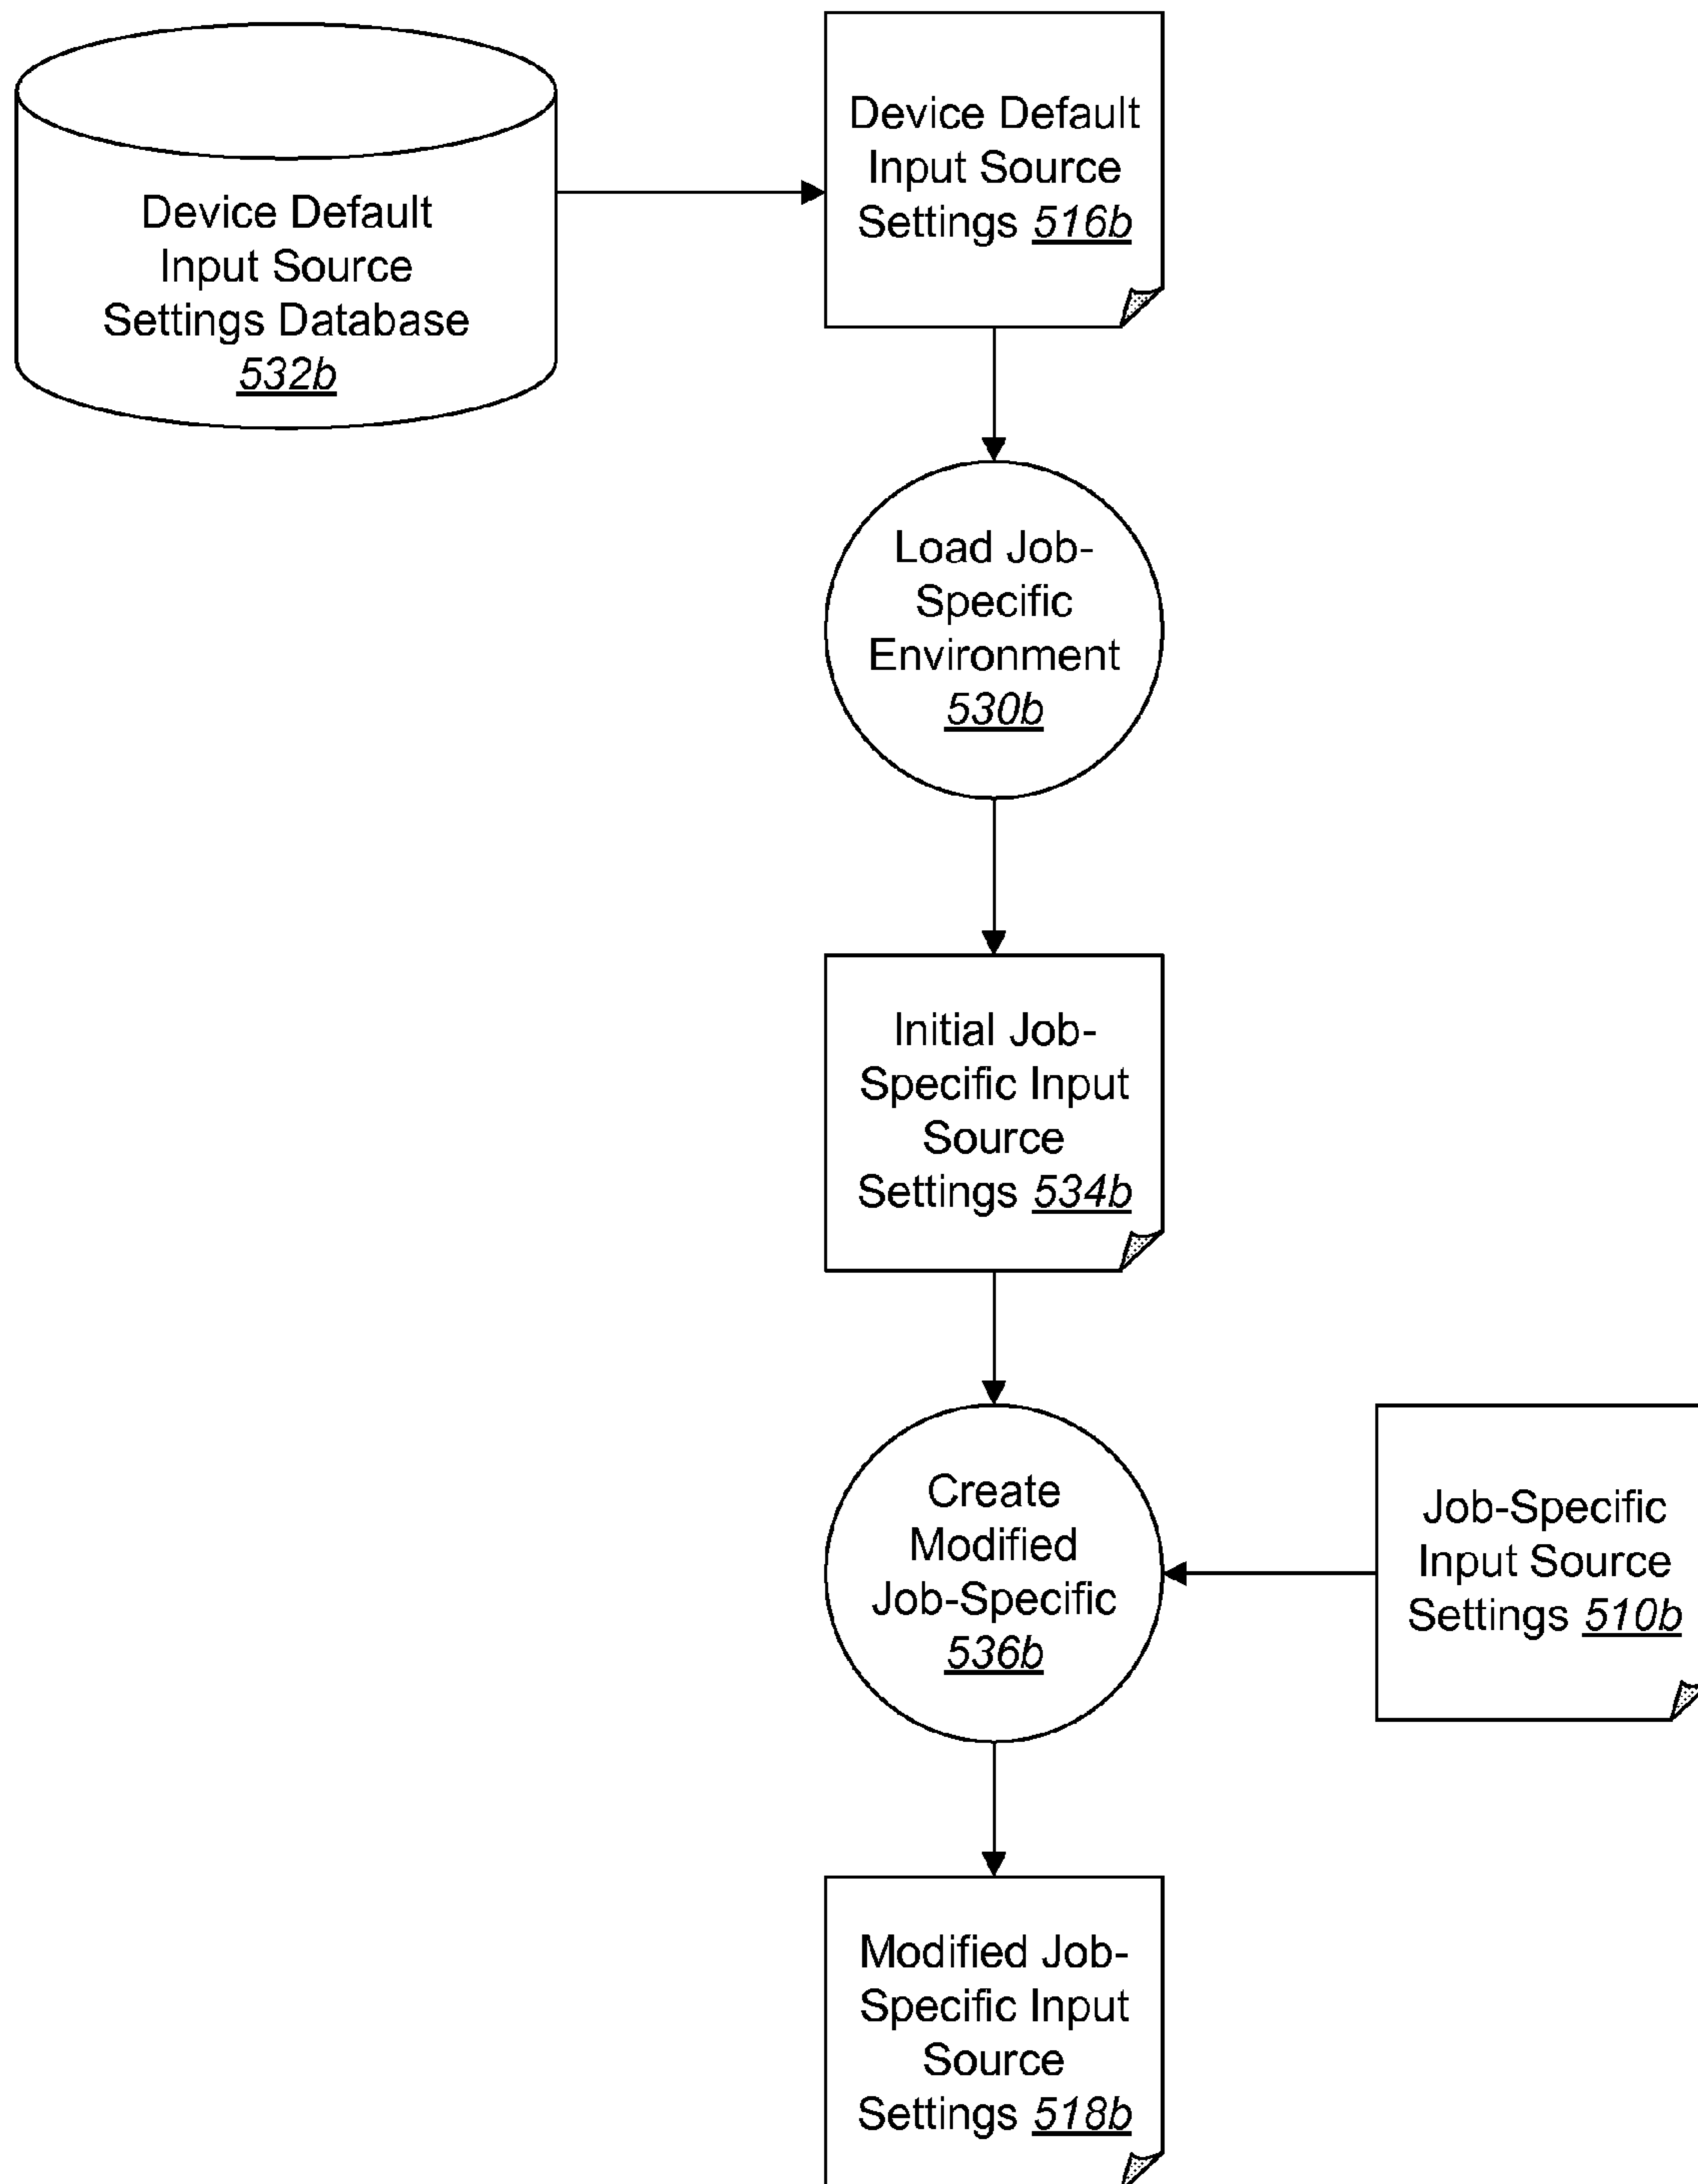 Device Default
Input Source
Settings Database
532b
Device Default
Input Source
Settings 516b
Load Job-
Specific
Environment
530b
Initial Job-
Specific Input
Source
Settings 534b
Create
Modified
Job-Specific
536b
Job-Specific
Input Source
Settings 510b
Modified Job-
Specific Input
Source
Settings 518b